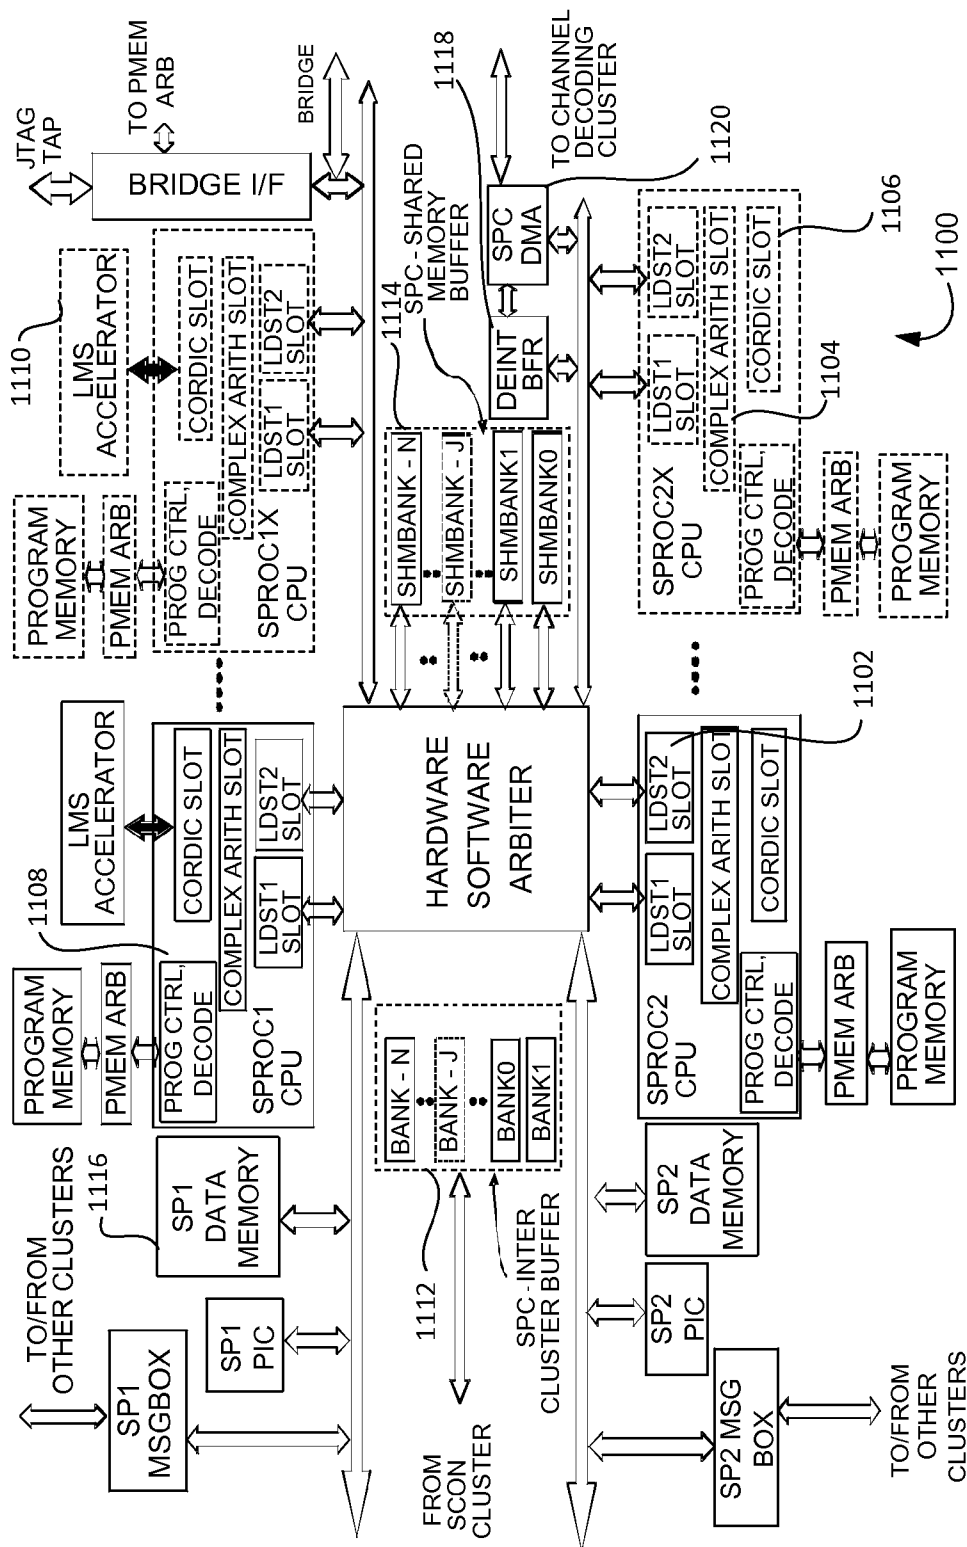 TO/FROM
OTHER CLUSTERS
SP1
MSGBOX
SP1
PIC
1116
SP1
DATA
MEMORY
PROGRAM
MEMORY
PMEM ARB
1108
PROG CTRL,
DECODE
CORDIC SLOT
COMPLEX ARITH SLOT
LDST1
SLOT
LDST2
SLOT
SPROC1
CPU
LMS
ACCELERATOR
PROGRAM
MEMORY
PMEM ARB
PROG CTRL,
DECODE
CORDIC SLOT
COMPLEX ARITH SLOT
LDST1
SLOT
LDST2
SLOT
SPROC1X
CPU
1110
LMS
ACCELERATOR
JTAG
TAP
TO PMEM
ARB
BRIDGE I/F
BRIDGE
FROM
SCON
CLUSTER
1112
SPC - INTER
CLUSTER BUFFER
BANK - N
BANK - J
BANK0
BANK1
HARDWARE
SOFTWARE
ARBITER
SHMBANK - N
SHMBANK - J
SHMBANK1
SHMBANK0
1114
SPC - SHARED
MEMORY
BUFFER
1118
DEINT
BFR
SPC
DMA
TO CHANNEL
DECODING
CLUSTER
1120
SP2 MSG
BOX
TO/FROM
OTHER
CLUSTERS
SP2
PIC
SP2
DATA
MEMORY
SPROC2
CPU
LDST1
SLOT
LDST2
SLOT
COMPLEX ARITH SLOT
CORDIC SLOT
PROG CTRL,
DECODE
PMEM ARB
PROGRAM
MEMORY
1102
SPROC2X
CPU
LDST1
SLOT
LDST2
SLOT
COMPLEX ARITH SLOT
CORDIC SLOT
PROG CTRL,
DECODE
PMEM ARB
PROGRAM
MEMORY
1104
1106
1100